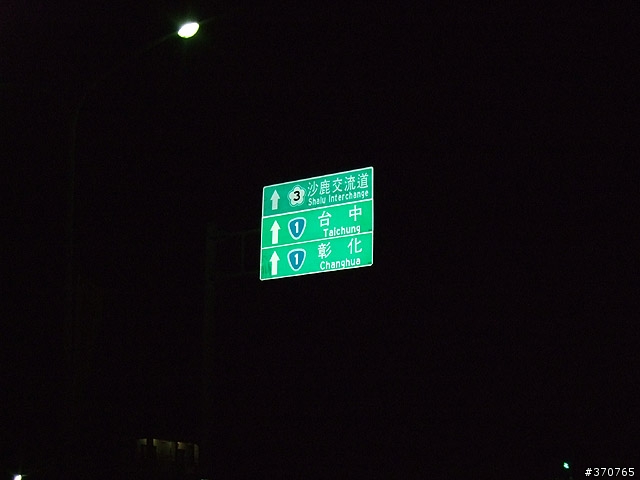 3 沙鹿交流道
Shalu Interchange
1 台中
Taichung
1 彰化
Changhua
#370765